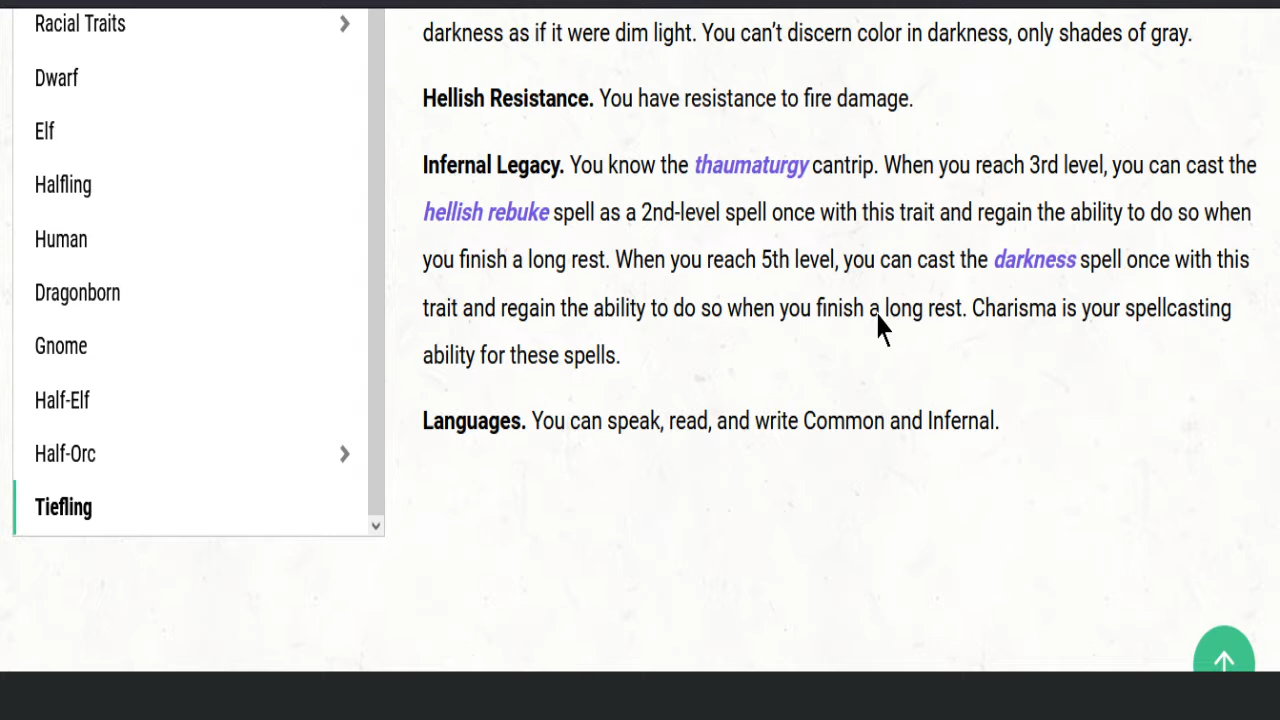 Racial Traits
Dwarf
Elf
Halfling
Human
Dragonborn
Gnome
Half-Elf
Half-Orc
Tiefling
darkness as if it were dim light. You can’t discern color in darkness, only shades of gray.
Hellish Resistance. You have resistance to fire damage.
Infernal Legacy. You know the thaumaturgy cantrip. When you reach 3rd level, you can cast the
hellish rebuke spell as a 2nd-level spell once with this trait and regain the ability to do so when
you finish a long rest. When you reach 5th level, you can cast the darkness spell once with this
trait and regain the ability to do so when you finish a long rest. Charisma is your spellcasting
ability for these spells.
Languages. You can speak, read, and write Common and Infernal.